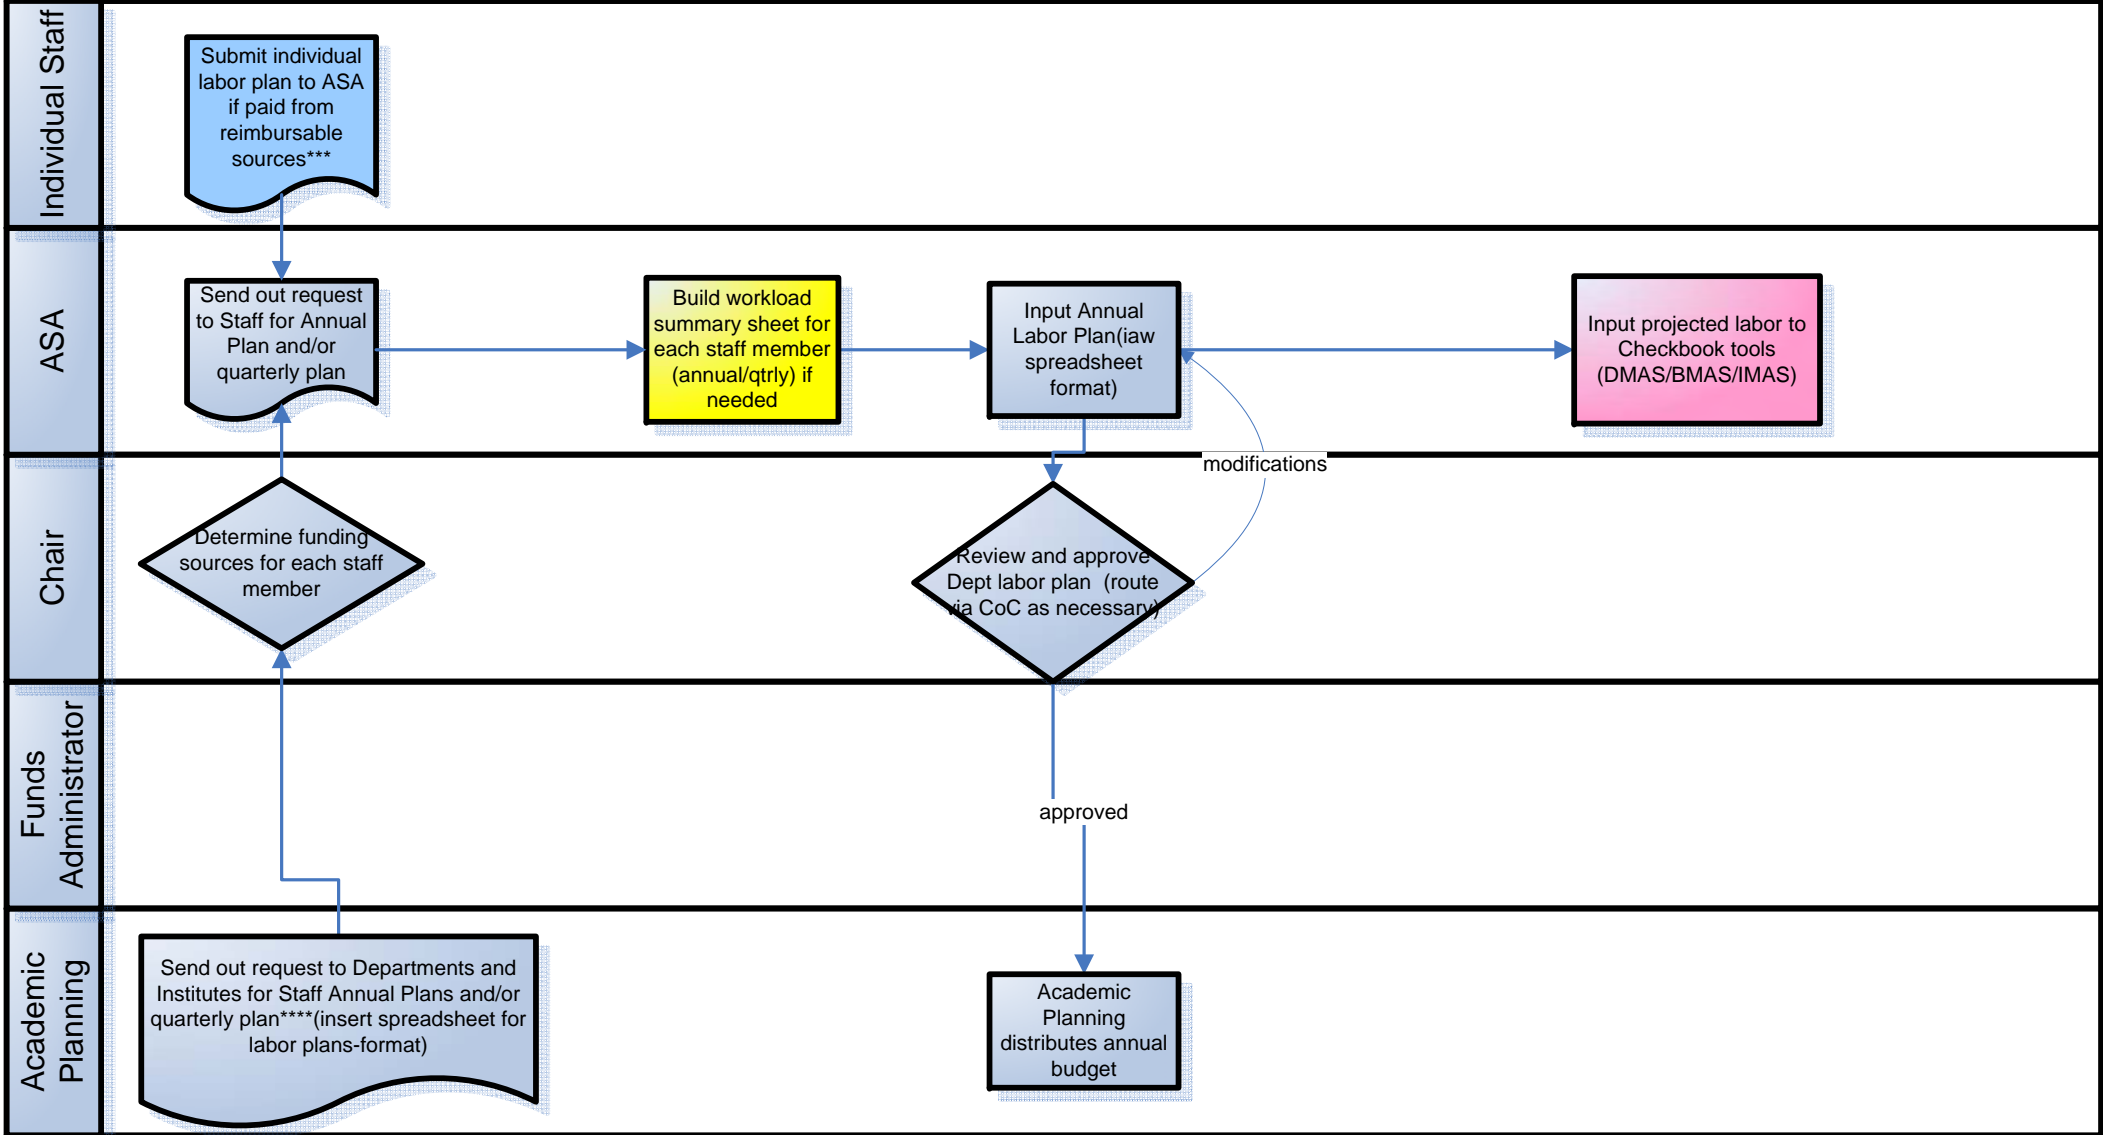 Individual Staff
Submit individual
labor plan to ASA
if paid from
reimbursable
sources***
ASA
Send out request
to Staff for Annual
Plan and/or
quarterly plan
Build workload
summary sheet for
each staff member
(annual/qtrly) if
needed
Input Annual
Labor Plan(iaw
spreadsheet
format)
Input projected labor to
Checkbook tools
(DMAS/BMAS/IMAS)
modifications
Chair
Determine funding
sources for each staff
member
Review and approve
Dept labor plan (route
via CoC as necessary)
Funds
Administrator
approved
Academic
Planning
Send out request to Departments and
Institutes for Staff Annual Plans and/or
quarterly plan****(insert spreadsheet for
labor plans-format)
Academic
Planning
distributes annual
budget